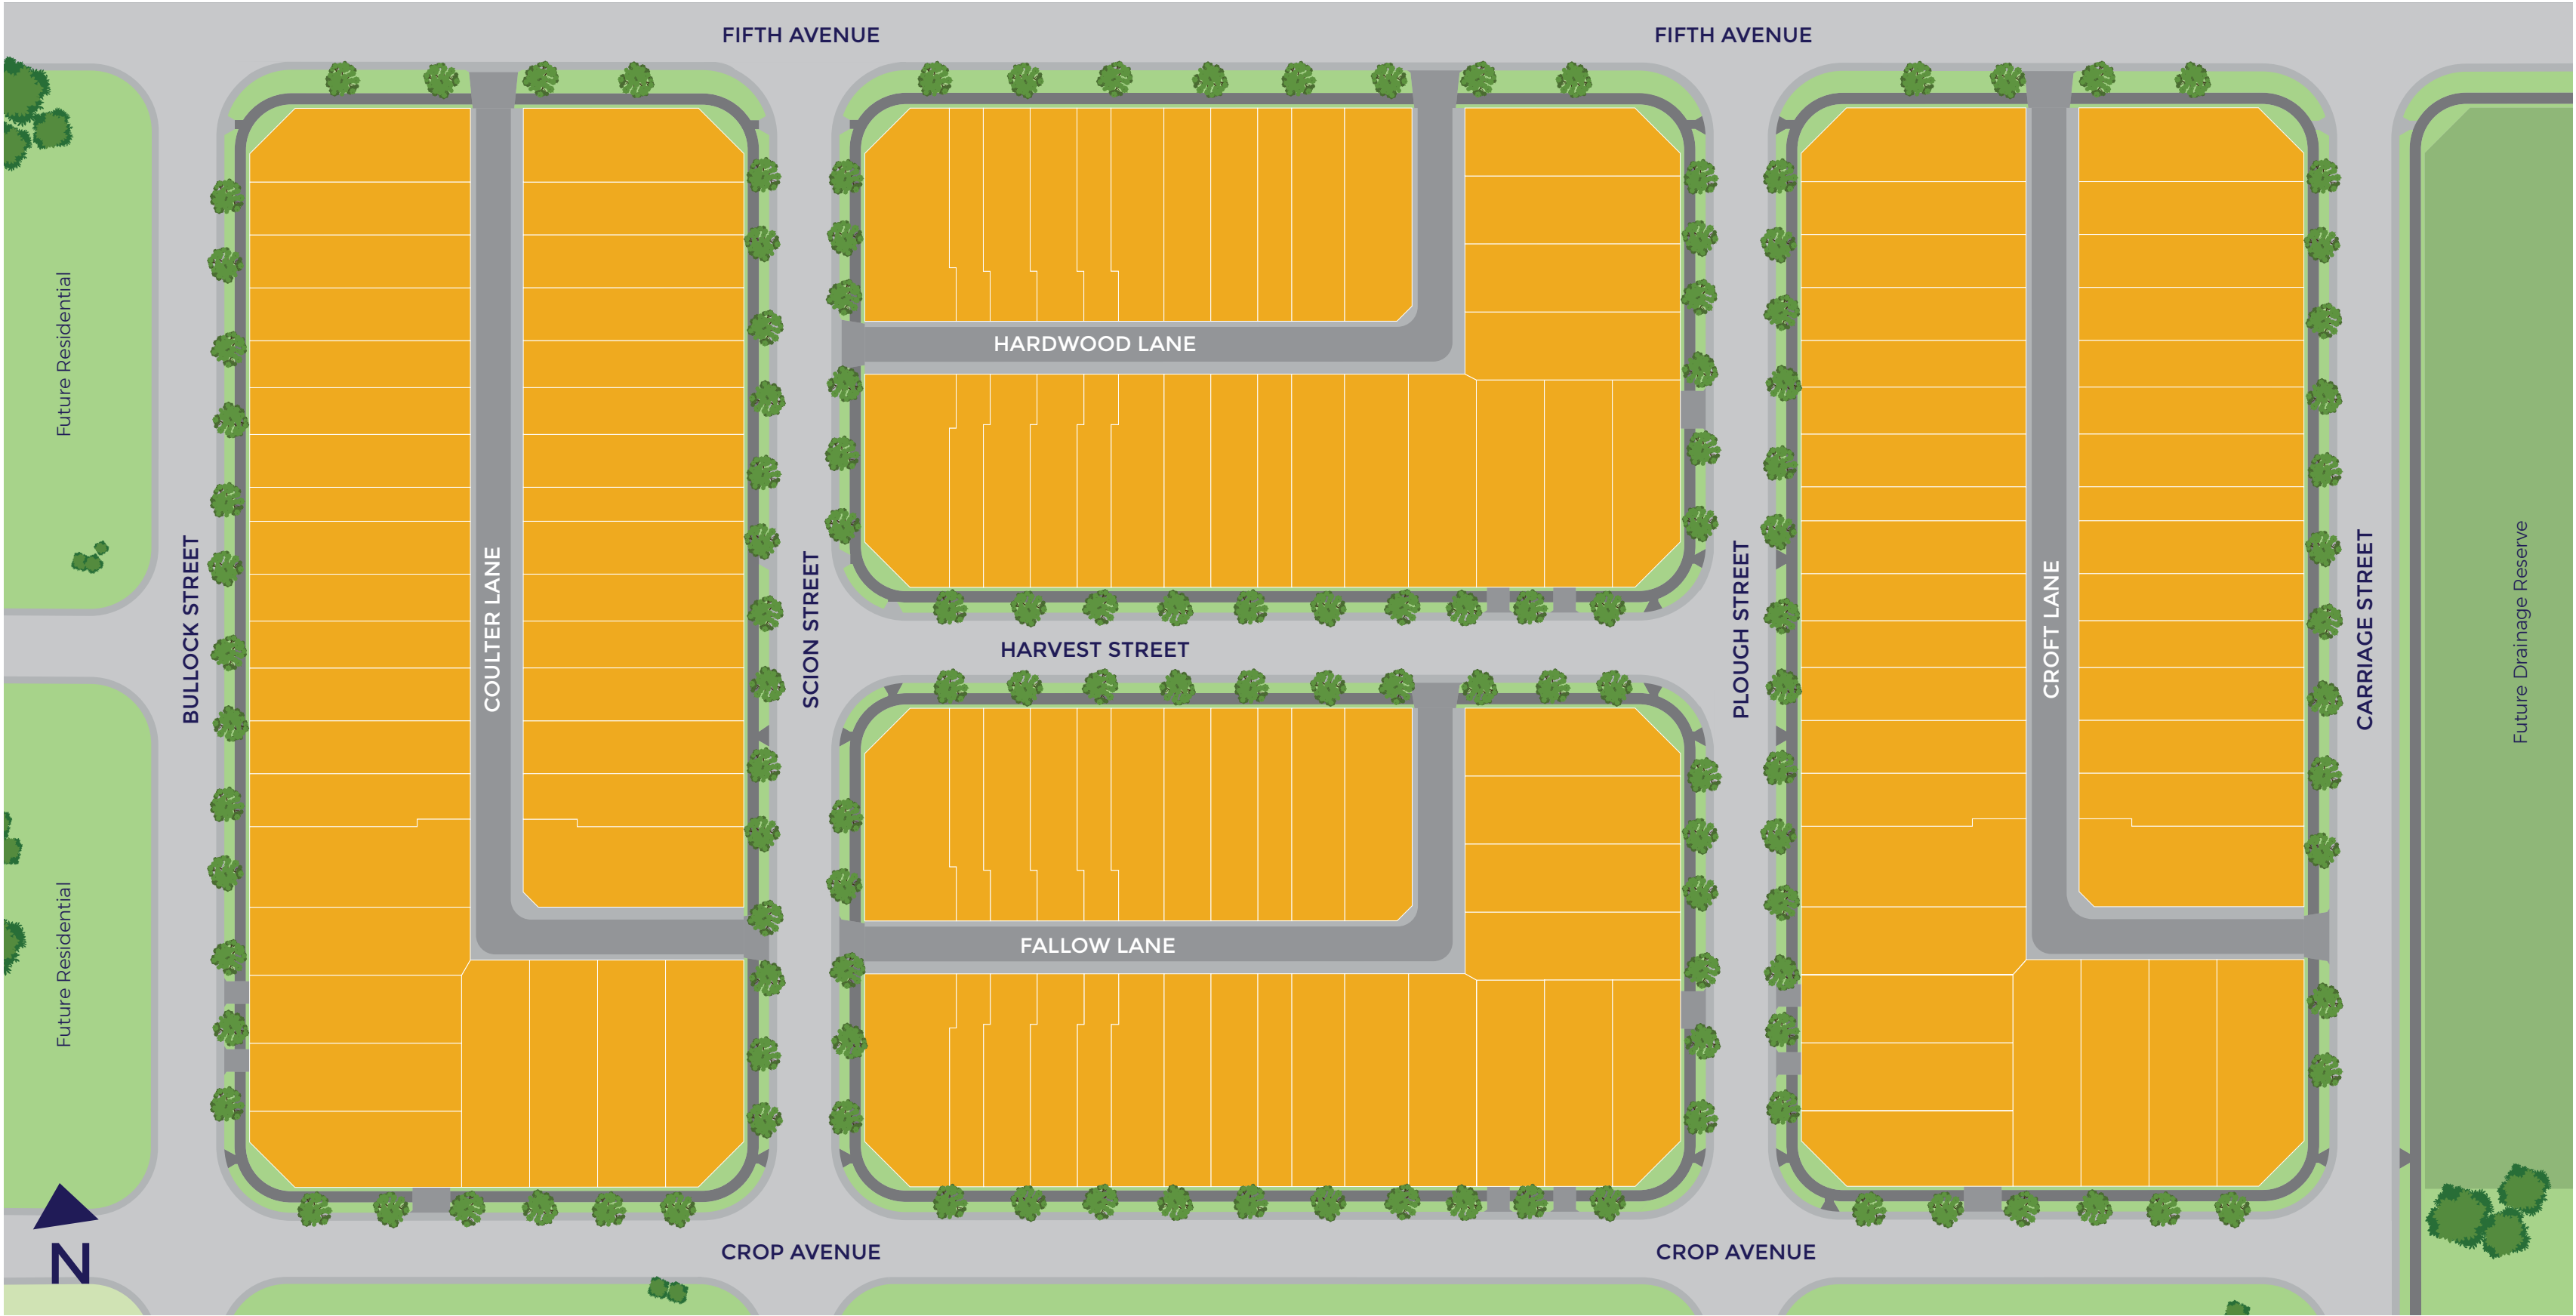 FIFTH AVENUE
FIFTH AVENUE
Future Residential
HARDWOOD LANE
BULLOCK STREET
COULTER LANE
SCION STREET
HARVEST STREET
PLOUGH STREET
CROFT LANE
CARRIAGE STREET
Future Drainage Reserve
Future Residential
FALLOW LANE
N
CROP AVENUE
CROP AVENUE